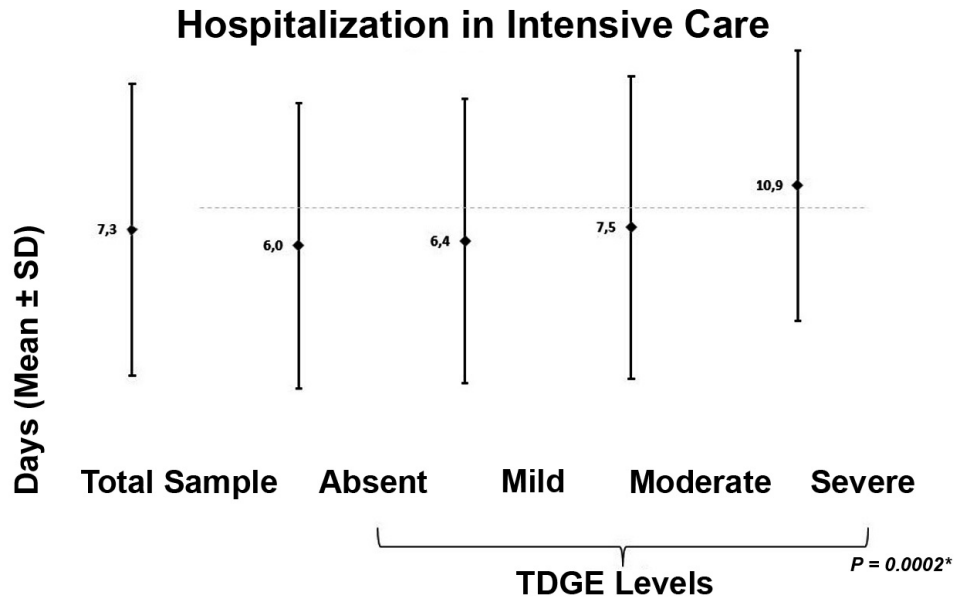 Hospitalization in Intensive Care
Days (Mean ± SD)
7,3
6,0
6,4
7,5
10,9
Total Sample
Absent
Mild
Moderate
Severe
TDGE Levels
P = 0.0002*